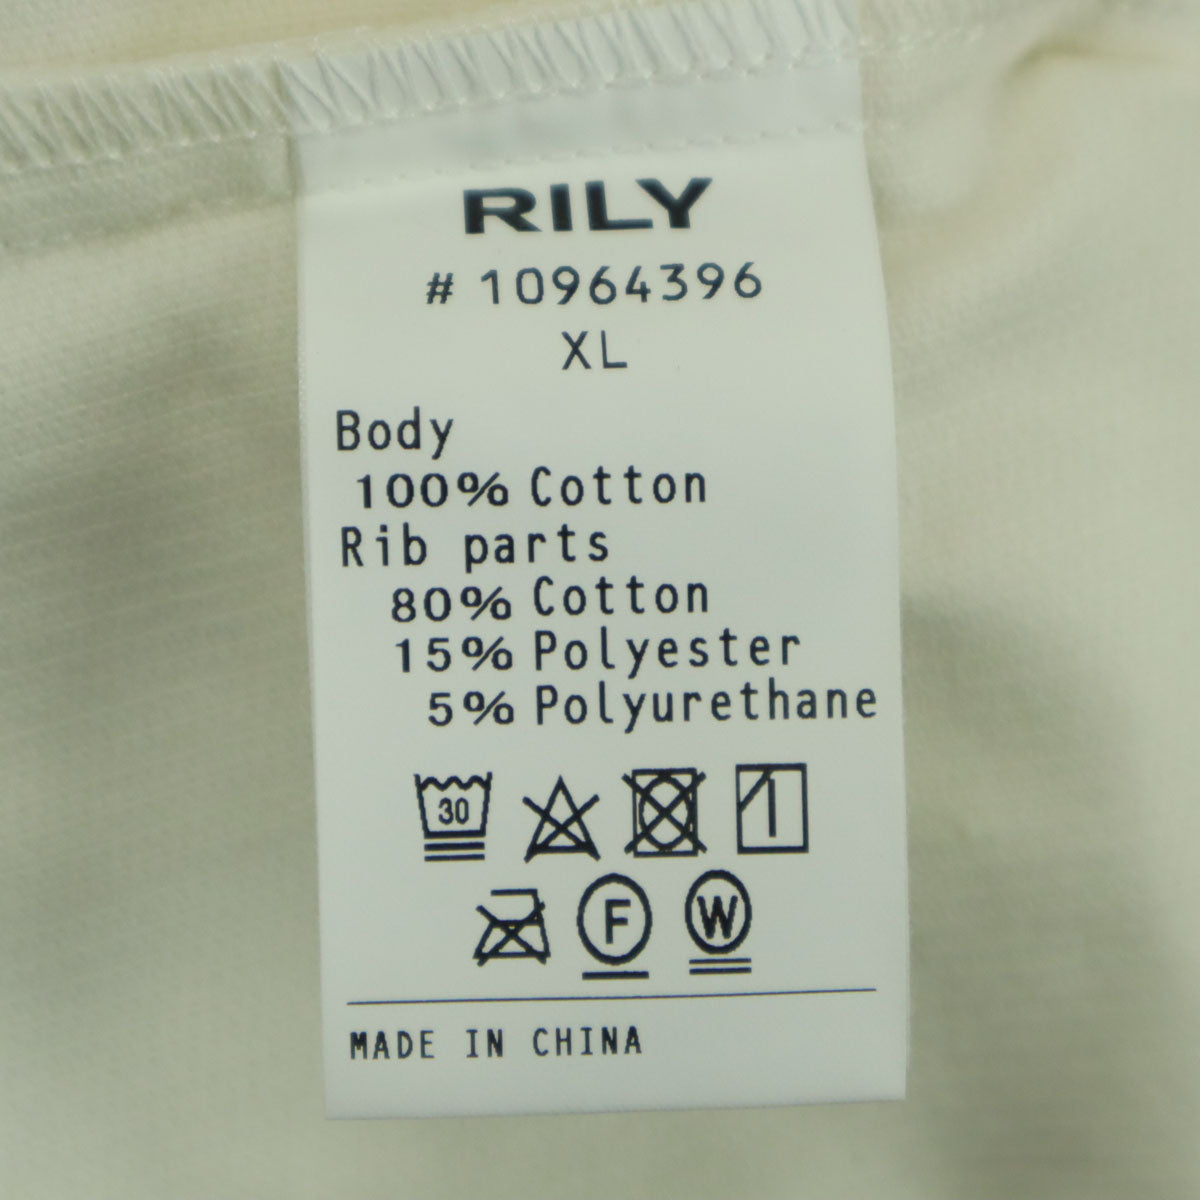 RILY
# 10964396
XL
Body
100% Cotton
Rib parts
80% Cotton
15% Polyester
5% Polyurethane
30
F W
MADE IN CHINA